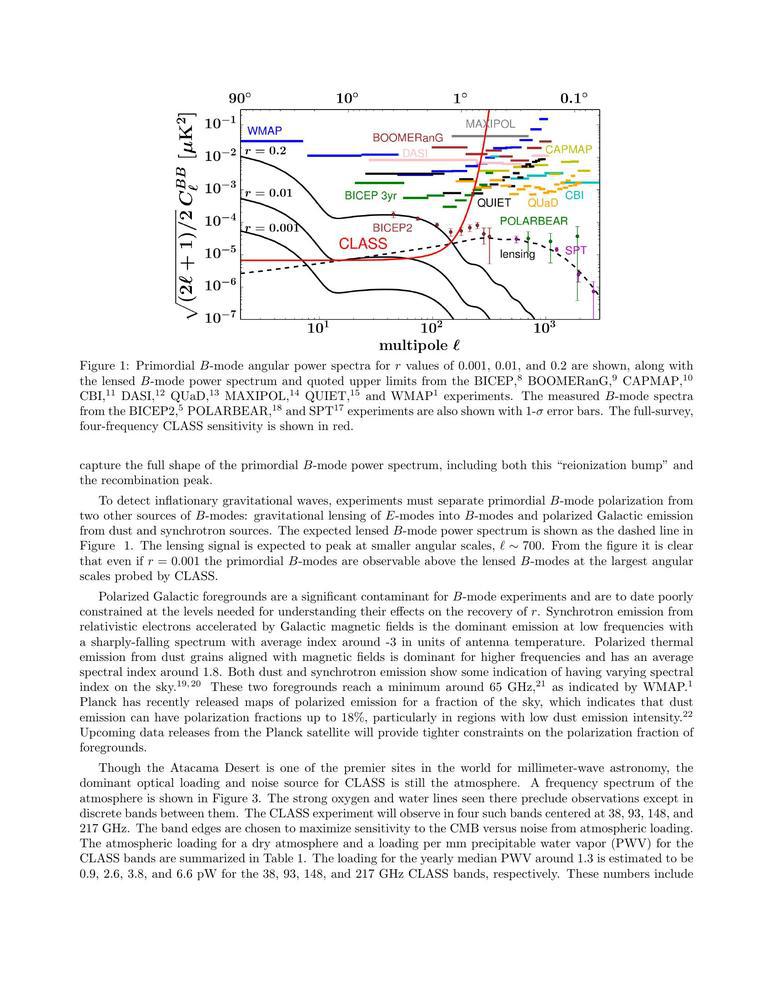 90° 10° 1° 0.1°
10⁻¹
10⁻²
10⁻³
10⁻⁴
10⁻⁵
10⁻⁶
10⁻⁷
√(2ℓ + 1)/2 C_ℓ^BB [μK²]
WMAP
MAXIPOL
BOOMERanG
DASI
CAPMAP
r = 0.2
r = 0.01
BICEP 3yr
QUIET
QUaD
CBI
r = 0.001
BICEP2
POLARBEAR
CLASS
lensing
SPT
10¹ 10² 10³
multipole ℓ
Figure 1: Primordial B-mode angular power spectra for r values of 0.001, 0.01, and 0.2 are shown, along with
the lensed B-mode power spectrum and quoted upper limits from the BICEP,⁸ BOOMERanG,⁹ CAPMAP,¹⁰
CBI,¹¹ DASI,¹² QUaD,¹³ MAXIPOL,¹⁴ QUIET,¹⁵ and WMAP¹ experiments. The measured B-mode spectra
from the BICEP2,⁵ POLARBEAR,¹⁸ and SPT¹⁷ experiments are also shown with 1-σ error bars. The full-survey,
four-frequency CLASS sensitivity is shown in red.
capture the full shape of the primordial B-mode power spectrum, including both this “reionization bump” and
the recombination peak.
To detect inflationary gravitational waves, experiments must separate primordial B-mode polarization from
two other sources of B-modes: gravitational lensing of E-modes into B-modes and polarized Galactic emission
from dust and synchrotron sources. The expected lensed B-mode power spectrum is shown as the dashed line in
Figure 1. The lensing signal is expected to peak at smaller angular scales, ℓ ∼ 700. From the figure it is clear
that even if r = 0.001 the primordial B-modes are observable above the lensed B-modes at the largest angular
scales probed by CLASS.
Polarized Galactic foregrounds are a significant contaminant for B-mode experiments and are to date poorly
constrained at the levels needed for understanding their effects on the recovery of r. Synchrotron emission from
relativistic electrons accelerated by Galactic magnetic fields is the dominant emission at low frequencies with
a sharply-falling spectrum with average index around -3 in units of antenna temperature. Polarized thermal
emission from dust grains aligned with magnetic fields is dominant for higher frequencies and has an average
spectral index around 1.8. Both dust and synchrotron emission show some indication of having varying spectral
index on the sky.¹⁹,²⁰ These two foregrounds reach a minimum around 65 GHz,²¹ as indicated by WMAP.¹
Planck has recently released maps of polarized emission for a fraction of the sky, which indicates that dust
emission can have polarization fractions up to 18%, particularly in regions with low dust emission intensity.²²
Upcoming data releases from the Planck satellite will provide tighter constraints on the polarization fraction of
foregrounds.
Though the Atacama Desert is one of the premier sites in the world for millimeter-wave astronomy, the
dominant optical loading and noise source for CLASS is still the atmosphere. A frequency spectrum of the
atmosphere is shown in Figure 3. The strong oxygen and water lines seen there preclude observations except in
discrete bands between them. The CLASS experiment will observe in four such bands centered at 38, 93, 148, and
217 GHz. The band edges are chosen to maximize sensitivity to the CMB versus noise from atmospheric loading.
The atmospheric loading for a dry atmosphere and a loading per mm precipitable water vapor (PWV) for the
CLASS bands are summarized in Table 1. The loading for the yearly median PWV around 1.3 is estimated to be
0.9, 2.6, 3.8, and 6.6 pW for the 38, 93, 148, and 217 GHz CLASS bands, respectively. These numbers include